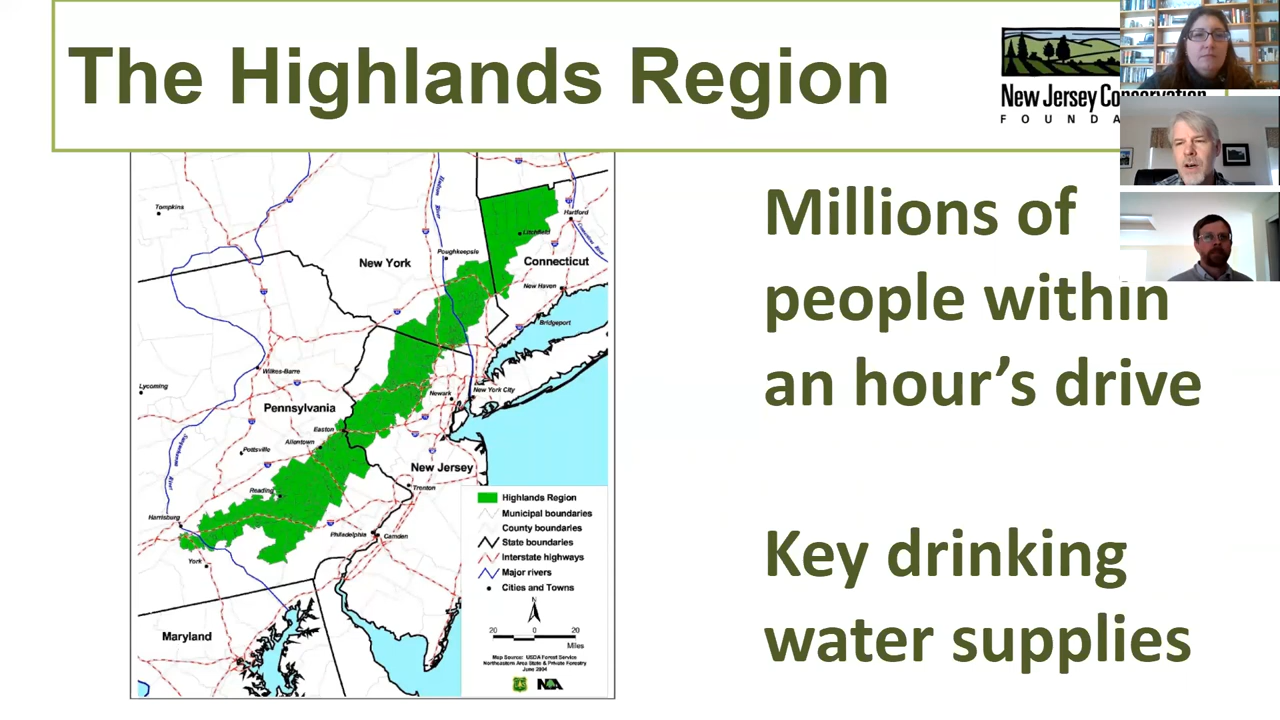 The Highlands Region
New Jersey Conservation
FOUNDA
Millions of
people within
an hour's drive
Key drinking
water supplies
Tompkins
Hudson River
Hartford
Litchfield
Poughkeepsie
New York
Connecticut
New Haven
Bridgeport
Wilkes-Barre
Lycoming
New York City
Newark
Pennsylvania
Easton
Allentown
Pottsville
New Jersey
Reading
Trenton
Harrisburg
Philadelphia
Camden
York
Maryland
Highlands Region
Municipal boundaries
County boundaries
State boundaries
Interstate highways
Major rivers
Cities and Towns
N
20 0 20
Miles
Map Source: USDA Forest Service
Northeastern Area State & Private Forestry
June 2004